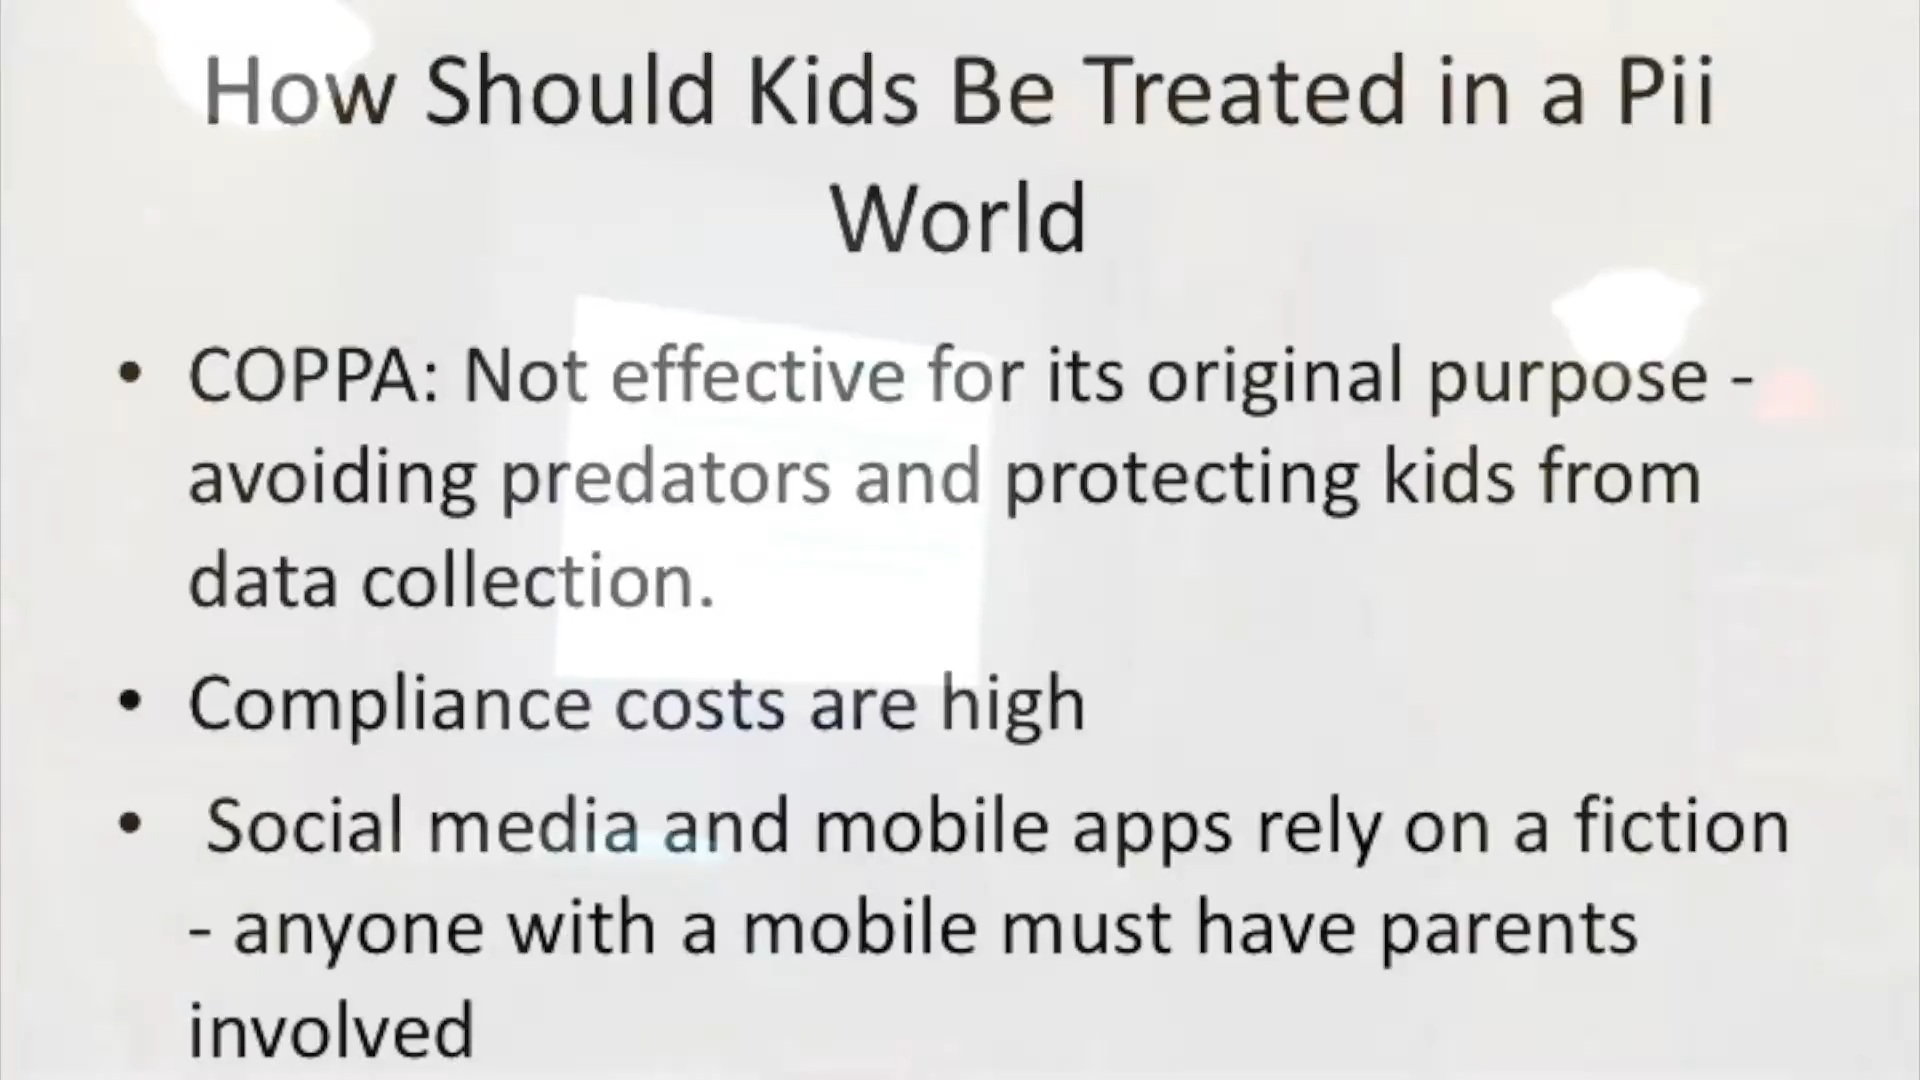 How Should Kids Be Treated in a Pii
World
• COPPA: Not effective for its original purpose -
avoiding predators and protecting kids from
data collection.
• Compliance costs are high
• Social media and mobile apps rely on a fiction
- anyone with a mobile must have parents
involved